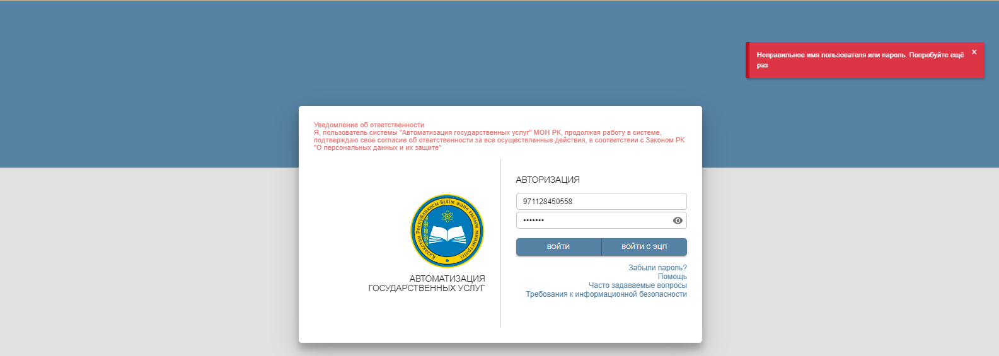 Неправильное имя пользователя или пароль. Попробуйте ещё
раз
Уведомление об ответственности
Я, пользователь системы "Автоматизация государственных услуг" МОН РК, продолжая работу в системе,
подтверждаю свое согласие об ответственности за все осуществленные действия, в соответствии с Законом РК
"О персональных данных и их защите"
Қазақстан Республикасы Білім және ғылым министрлігі
АВТОМАТИЗАЦИЯ
ГОСУДАРСТВЕННЫХ УСЛУГ
АВТОРИЗАЦИЯ
971128450558
•••••••
ВОЙТИ
ВОЙТИ С ЭЦП
Забыли пароль?
Помощь
Часто задаваемые вопросы
Требования к информационной безопасности